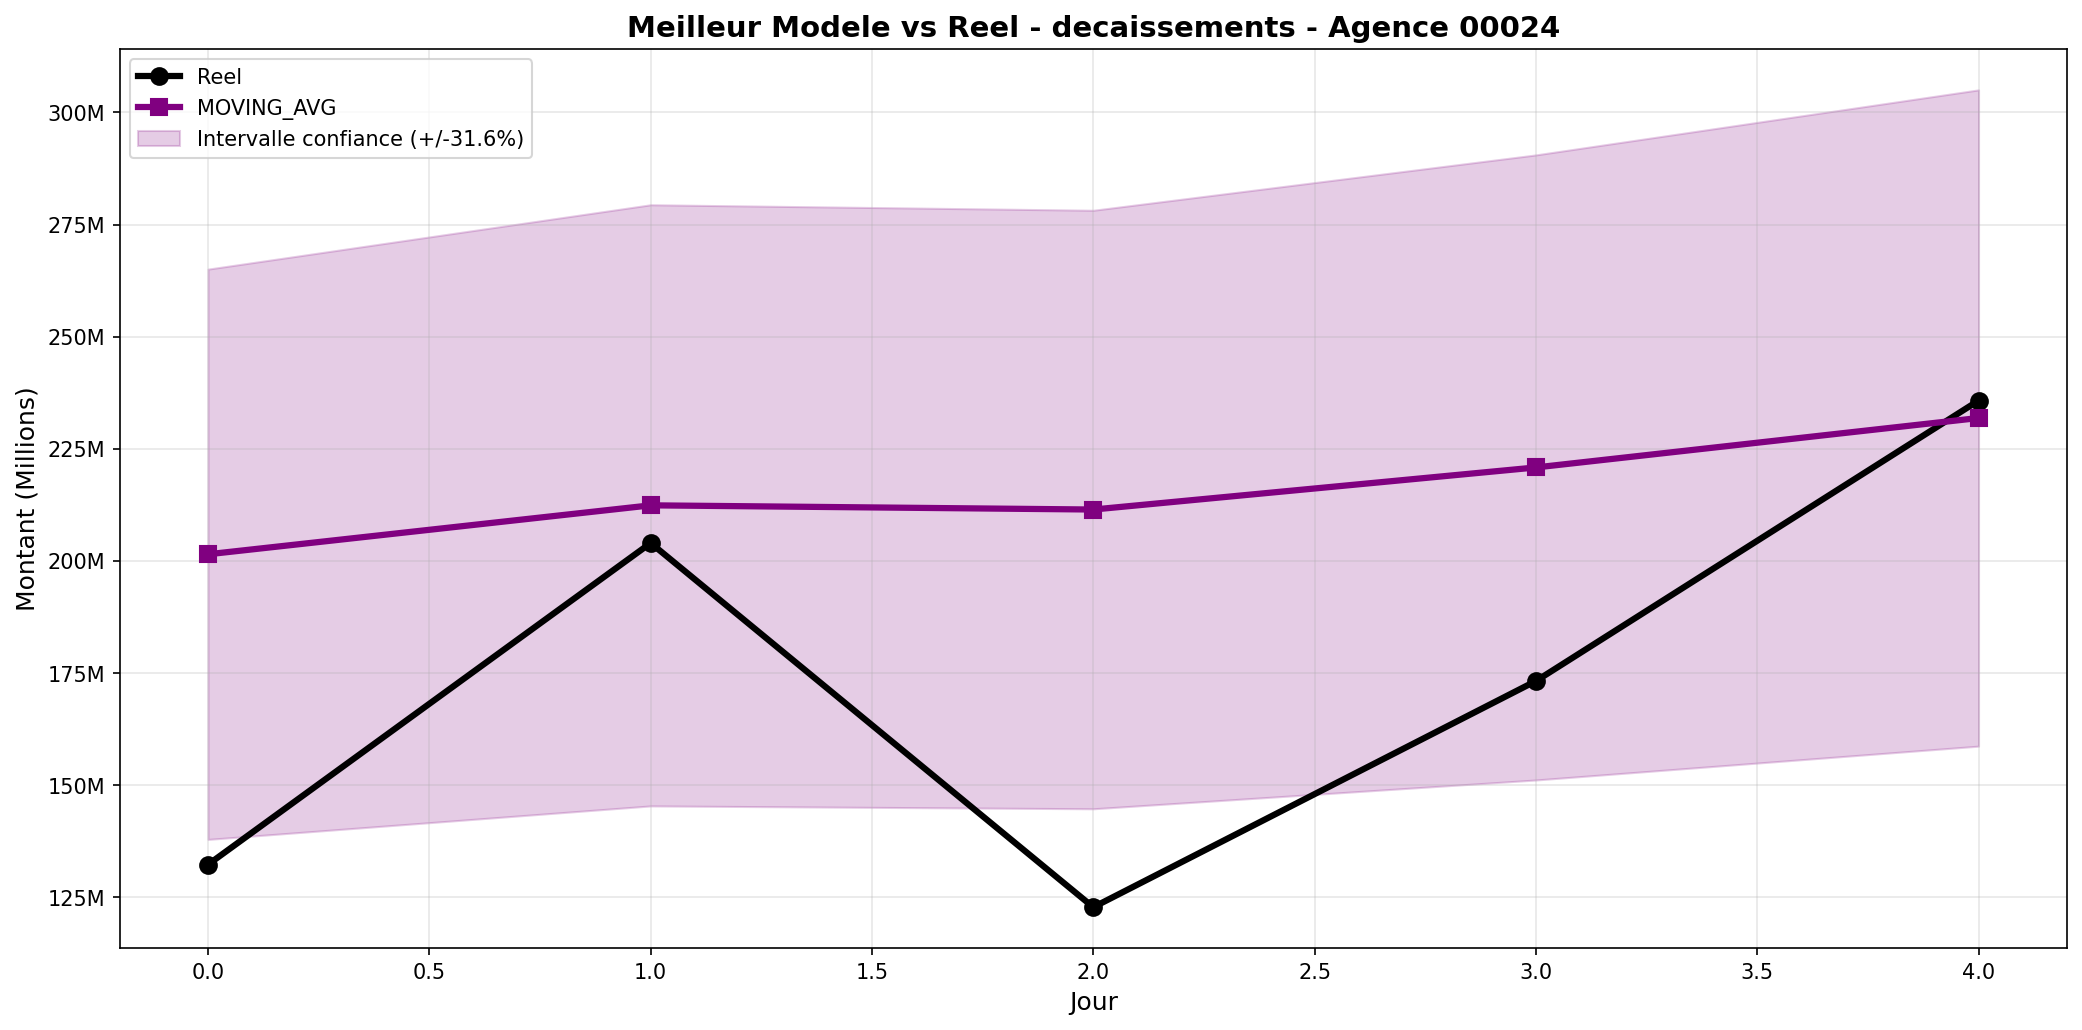 Meilleur Modele vs Reel - decaissements - Agence 00024
Reel
MOVING_AVG
Intervalle confiance (+/-31.6%)
300M
275M
250M
225M
200M
175M
150M
125M
Montant (Millions)
0.0 0.5 1.0 1.5 2.0 2.5 3.0 3.5 4.0
Jour